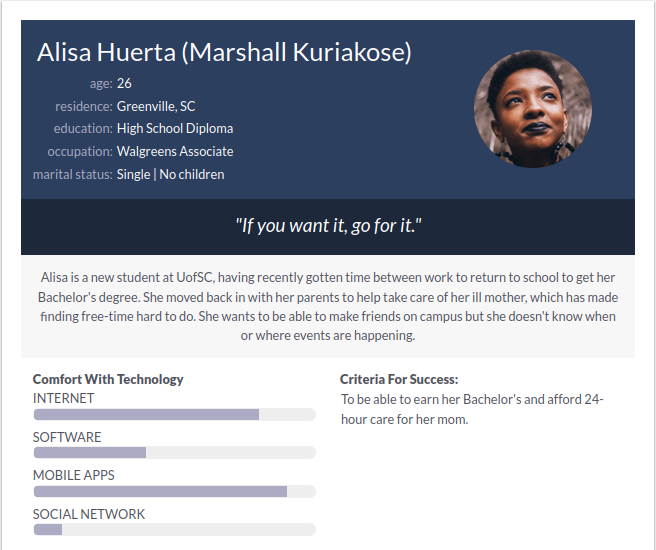 Alisa Huerta (Marshall Kuriakose)
age: 26
residence: Greenville, SC
education: High School Diploma
occupation: Walgreens Associate
marital status: Single | No children
"If you want it, go for it."
Alisa is a new student at UofSC, having recently gotten time between work to return to school to get her
Bachelor's degree. She moved back in with her parents to help take care of her ill mother, which has made
finding free-time hard to do. She wants to be able to make friends on campus but she doesn't know when
or where events are happening.
Comfort With Technology
INTERNET
SOFTWARE
MOBILE APPS
SOCIAL NETWORK
Criteria For Success:
To be able to earn her Bachelor's and afford 24-
hour care for her mom.